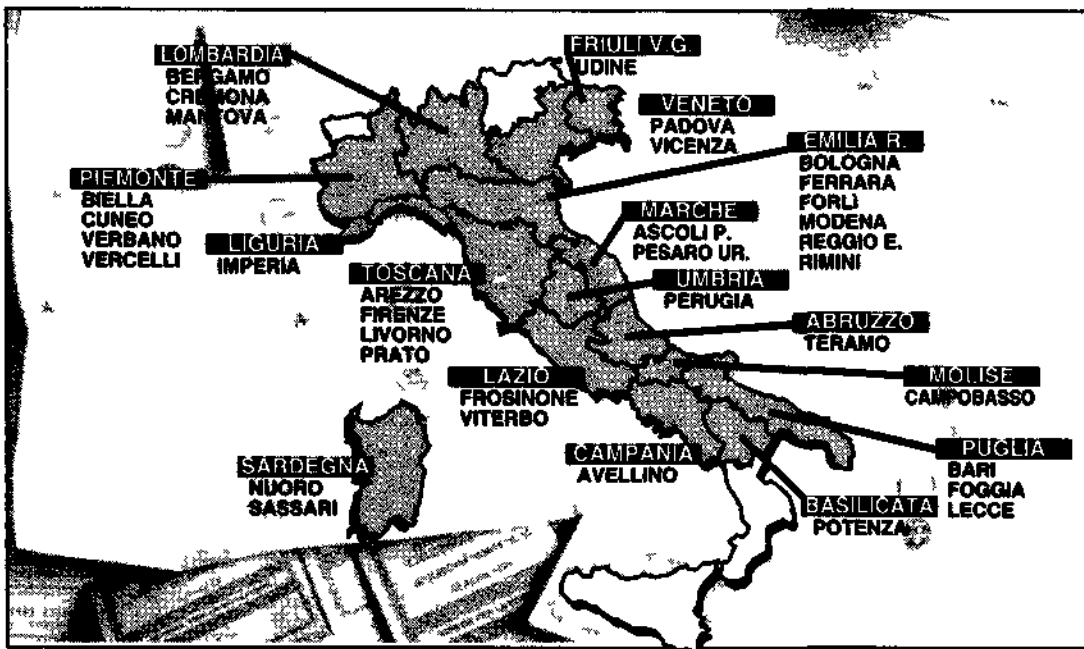 LOMBARDIA
BERGAMO
CREMONA
MANTOVA
FRIULI V.G.
UDINE
VENETO
PADOVA
VICENZA
EMILIA R.
BOLOGNA
FERRARA
FORLÌ
MODENA
REGGIO E.
RIMINI
PIEMONTE
BIELLA
CUNEO
VERBANO
VERCELLI
LIGURIA
IMPERIA
MARCHE
ASCOLI P.
PESARO UR.
TOSCANA
AREZZO
FIRENZE
LIVORNO
PRATO
UMBRIA
PERUGIA
ABRUZZO
TERAMO
LAZIO
FROSINONE
VITERBO
MOLISE
CAMPOBASSO
SARDEGNA
NUORO
SASSARI
CAMPANIA
AVELLINO
PUGLIA
BARI
FOGGIA
LECCE
BASILICATA
POTENZA